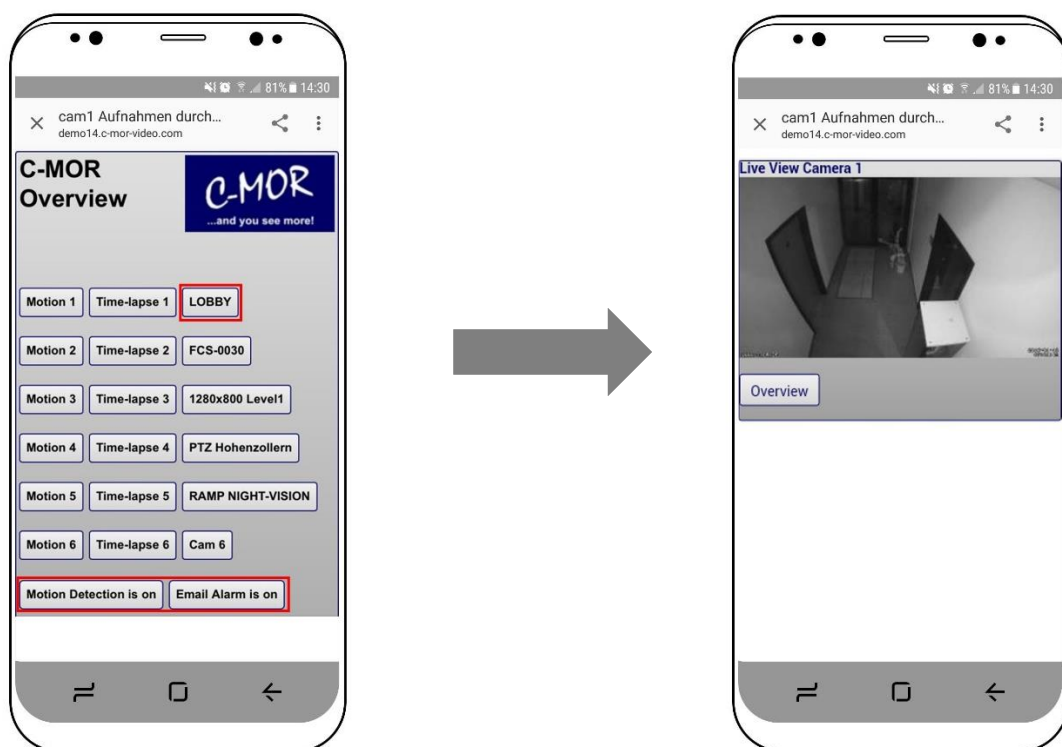 81% 14:30
cam1 Aufnahmen durch...
demo14.c-mor-video.com
C-MOR
Overview
C-MOR
...and you see more!
Motion 1 Time-lapse 1 LOBBY
Motion 2 Time-lapse 2 FCS-0030
Motion 3 Time-lapse 3 1280x800 Level1
Motion 4 Time-lapse 4 PTZ Hohenzollern
Motion 5 Time-lapse 5 RAMP NIGHT-VISION
Motion 6 Time-lapse 6 Cam 6
Motion Detection is on Email Alarm is on
81% 14:30
cam1 Aufnahmen durch...
demo14.c-mor-video.com
Live View Camera 1
Overview